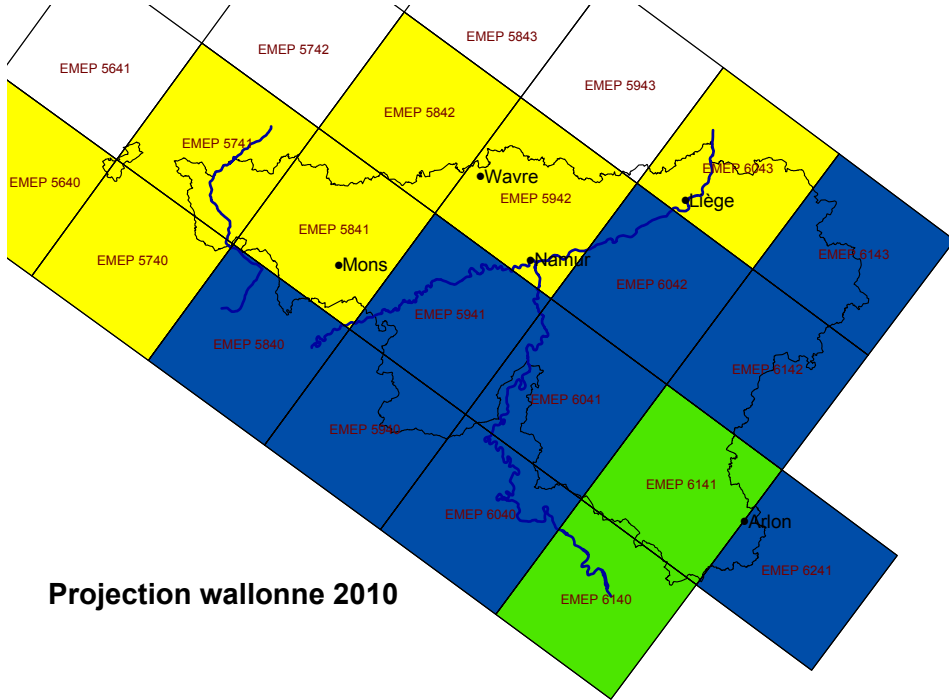 EMEP 5843
EMEP 5742
EMEP 5641
EMEP 5943
EMEP 5842
EMEP 5741
EMEP 6043
Wavre
EMEP 5640
EMEP 5942
Liège
EMEP 5841
EMEP 6143
EMEP 5740
Namur
Mons
EMEP 6042
EMEP 5941
EMEP 5840
EMEP 6142
EMEP 6041
EMEP 5940
EMEP 6141
EMEP 6040
Arlon
EMEP 6241
Projection wallonne 2010
EMEP 6140